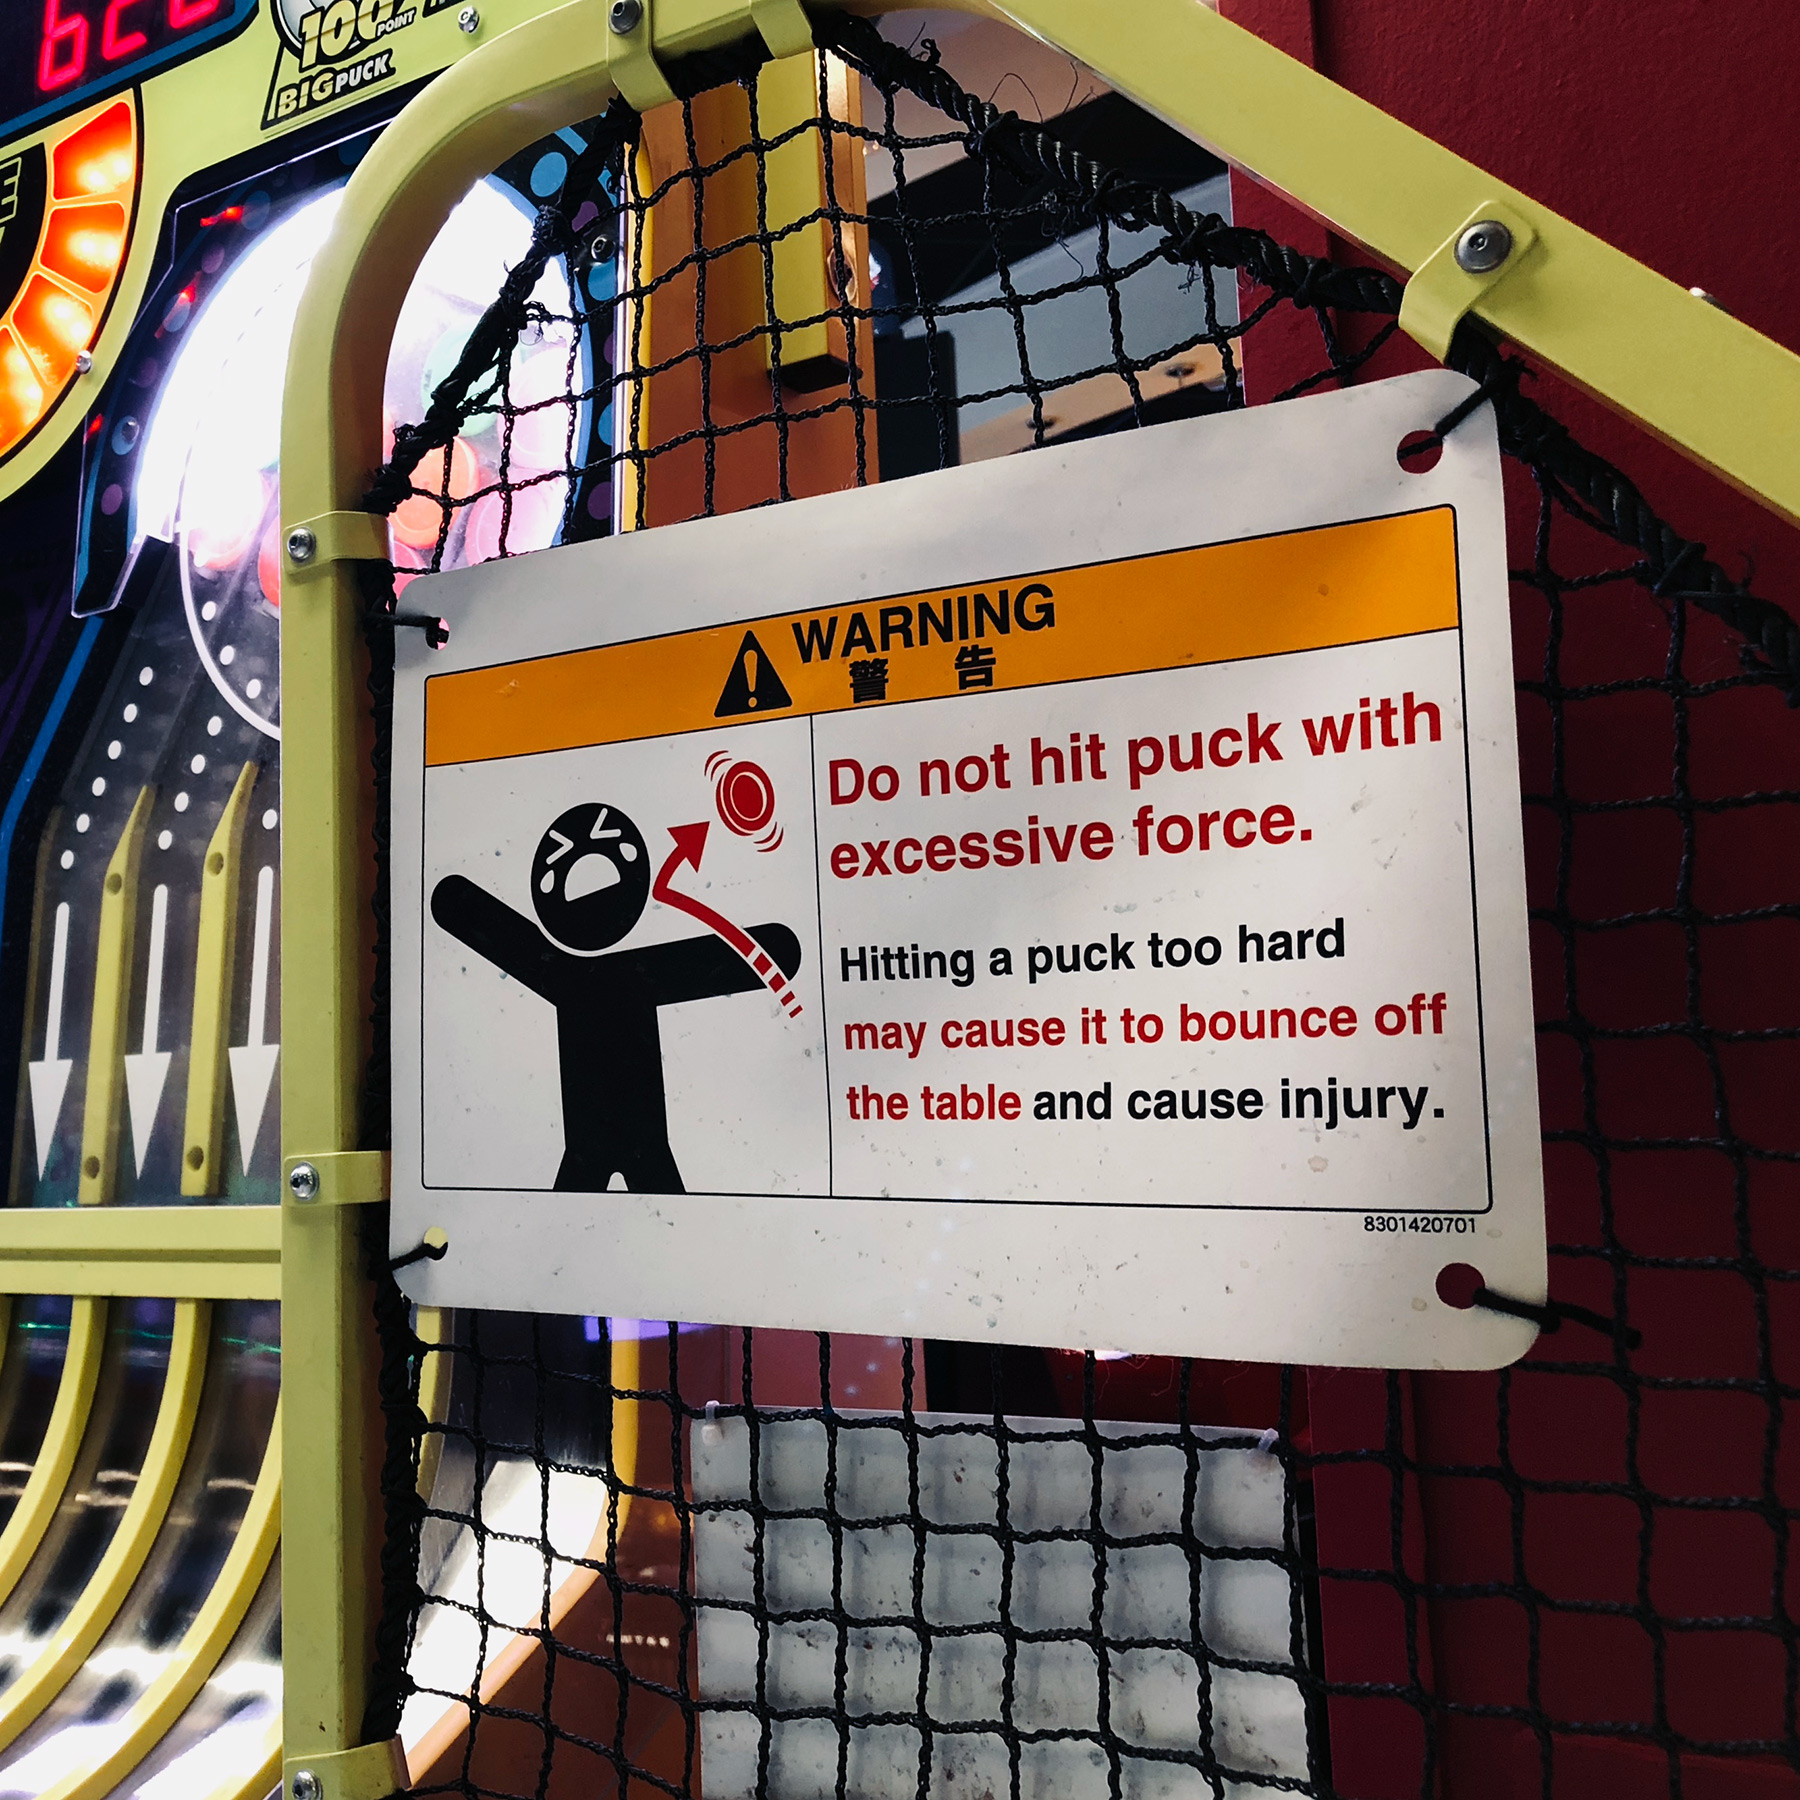 100
POINT
BIGPUCK
WARNING
警 告
Do not hit puck with
excessive force.
Hitting a puck too hard
may cause it to bounce off
the table and cause injury.
8301420701